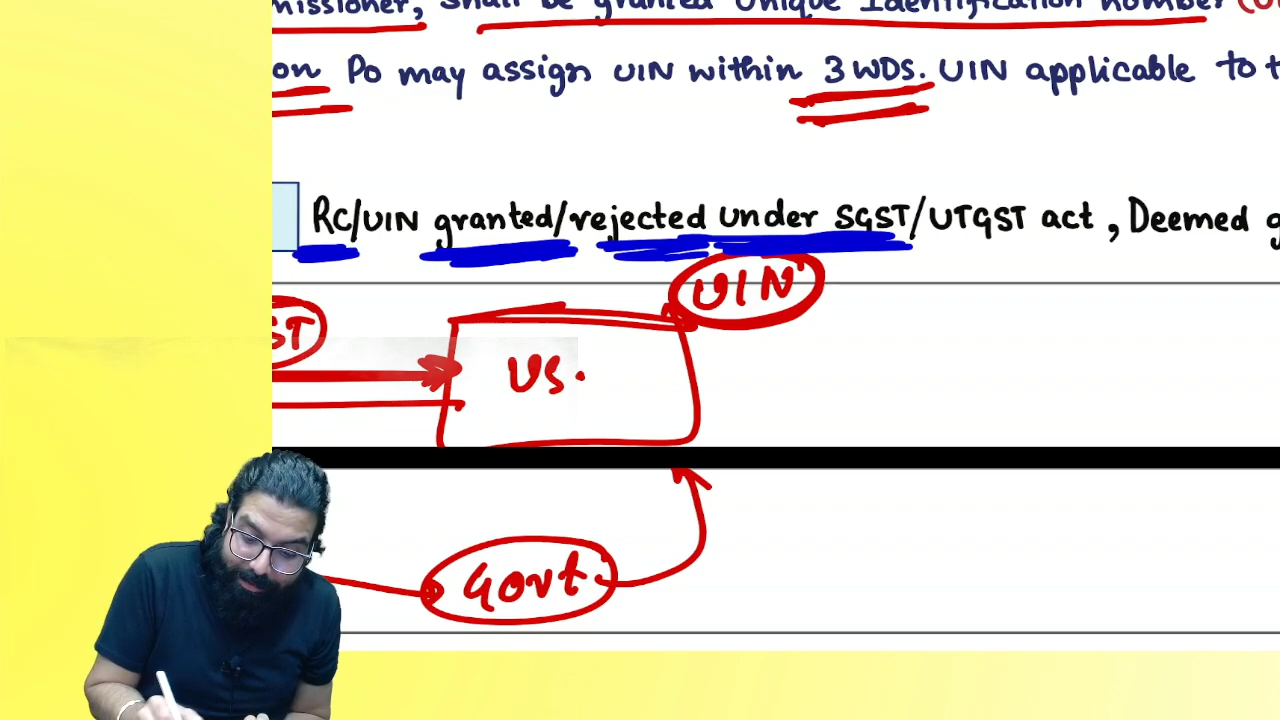 missioner, shall be granted Unique Identification number (U
on Po may assign UIN within 3 WDS. UIN applicable to t
RC/UIN granted/rejected under SGST/UTGST act, Deemed g
UIN
ST
US.
Govt.